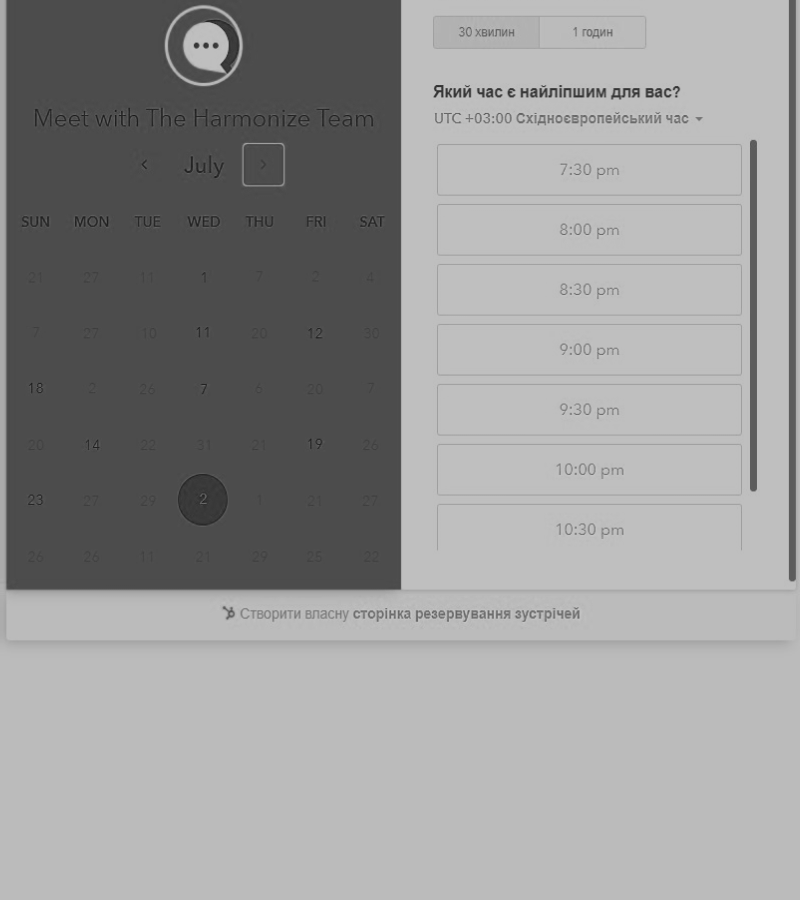 30 хвилин 1 годин
Meet with The Harmonize Team
July
SUN MON TUE WED THU FRI SAT
21 27 11 1 7 2 4
7 27 10 11 20 12 30
18 2 26 7 6 20 7
20 14 22 31 21 19 26
23 27 29 2 1 21 27
26 26 11 21 29 25 22
Який час є найліпшим для вас?
UTC +03:00 Східноєвропейський час
7:30 pm
8:00 pm
8:30 pm
9:00 pm
9:30 pm
10:00 pm
10:30 pm
Створити власну сторінка резервування зустрічей